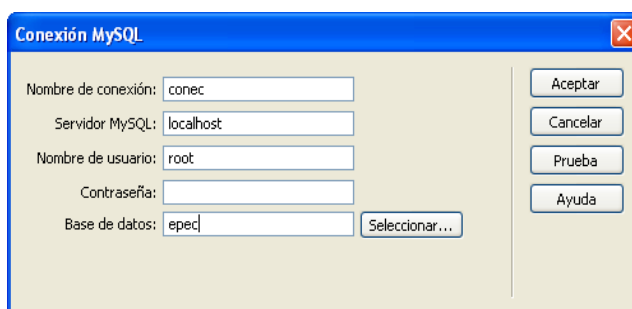 Conexión MySQL
Nombre de conexión: conec
Servidor MySQL: localhost
Nombre de usuario: root
Contraseña:
Base de datos: epec
Seleccionar...
Aceptar
Cancelar
Prueba
Ayuda